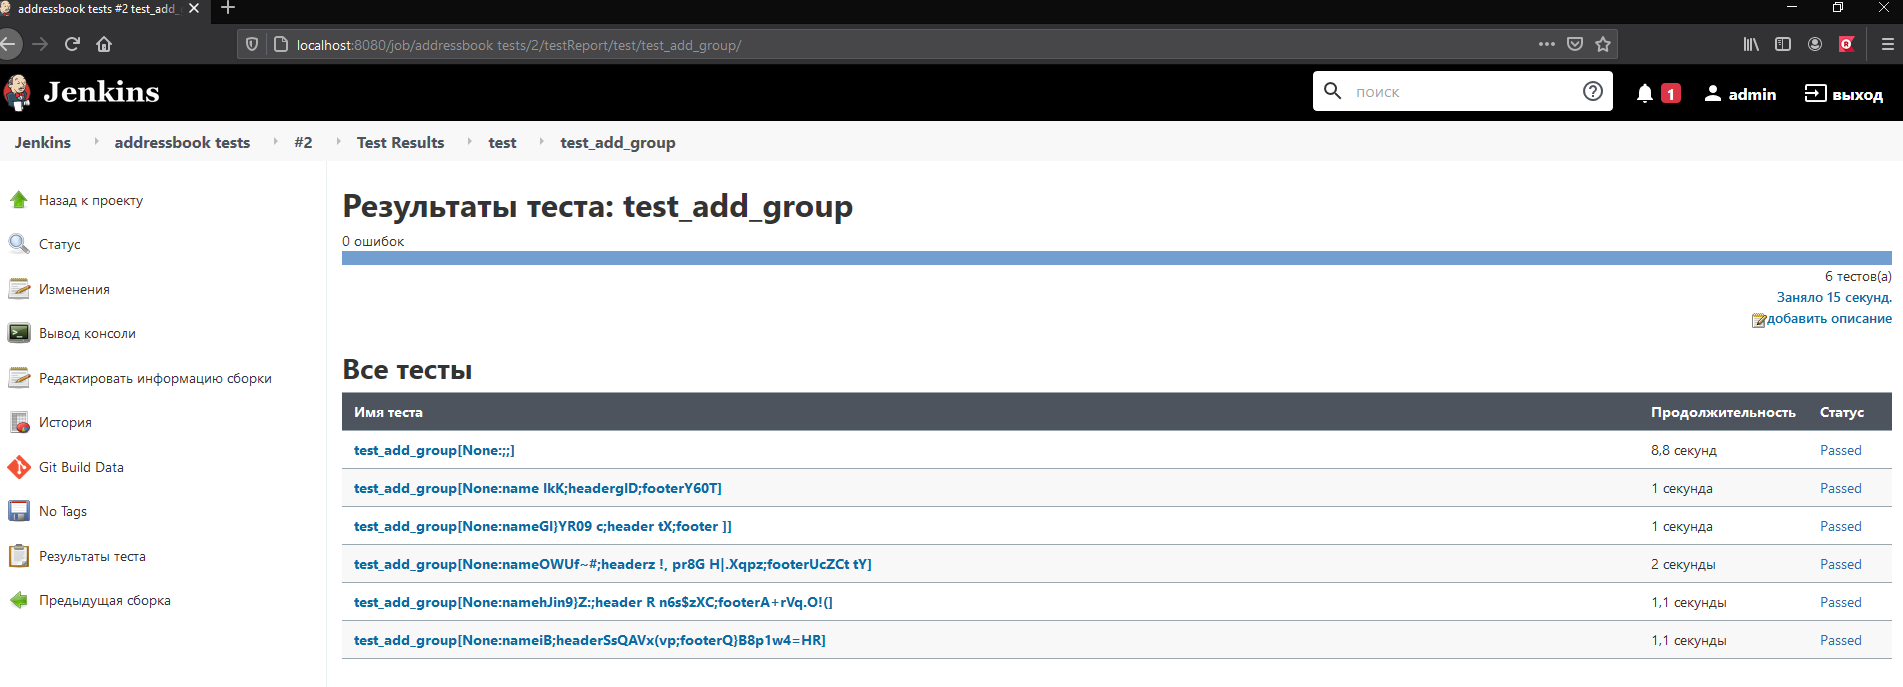 addressbook tests #2 test_add_
localhost:8080/job/addressbook tests/2/testReport/test/test_add_group/
Jenkins
поиск
1
admin
выход
Jenkins
addressbook tests
#2
Test Results
test
test_add_group
Назад к проекту
Статус
Изменения
Вывод консоли
Редактировать информацию сборки
История
Git Build Data
No Tags
Результаты теста
Предыдущая сборка
Результаты теста: test_add_group
0 ошибок
6 тестов(а)
Заняло 15 секунд.
добавить описание
Все тесты
Имя теста Продолжительность Статус
test_add_group[None:;;] 8,8 секунд Passed
test_add_group[None:name lkK;headerglD;footerY60T] 1 секунда Passed
test_add_group[None:nameGl}YR09 c;header tX;footer ]] 1 секунда Passed
test_add_group[None:nameOWUf~#;headerz !, pr8G H|.Xqpz;footerUcZCt tY] 2 секунды Passed
test_add_group[None:namehJin9}Z:;header R n6s$zXC;footerA+rVq.O!(] 1,1 секунды Passed
test_add_group[None:nameiB;headerSsQAVx(vp;footerQ}B8p1w4=HR] 1,1 секунды Passed